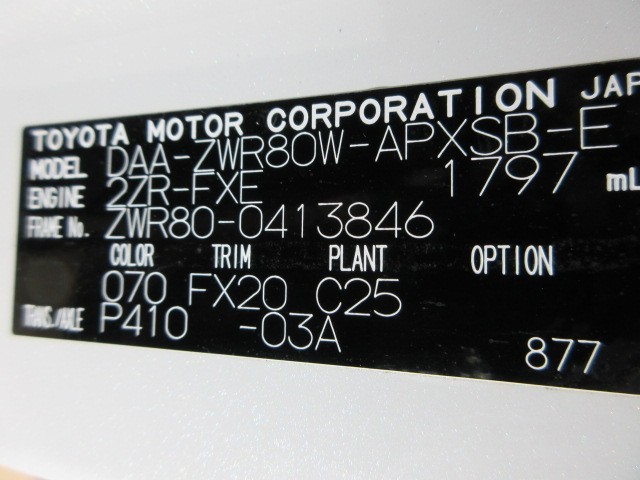 TOYOTA MOTOR CORPORATION JAP
MODEL DAA-ZWR80W-APXSB-E
ENGINE 2ZR-FXE 1797 mL
FRAME No. ZWR80-0413846
COLOR TRIM PLANT OPTION
070 FX20 C25
TRANS./AXLE P410 -03A
877